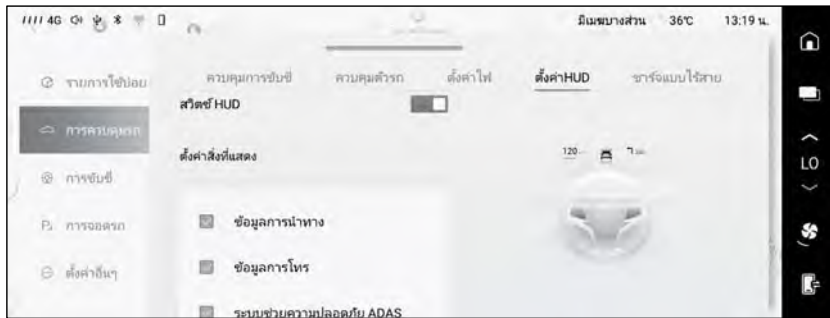 4G มีเมฆบางส่วน 36℃ 13:19 น.
รายการใช้บ่อย ควบคุมการขับขี่ ควบคุมตัวรถ ตั้งค่าไฟ ตั้งค่าHUD ชาร์จแบบไร้สาย
สวิตช์ HUD
การควบคุมรถ
ตั้งค่าสิ่งที่แสดง 120
LO
การขับขี่
ข้อมูลการนำทาง
การจอดรถ
ข้อมูลการโทร
ตั้งค่าอื่นๆ
ระบบช่วยความปลอดภัย ADAS